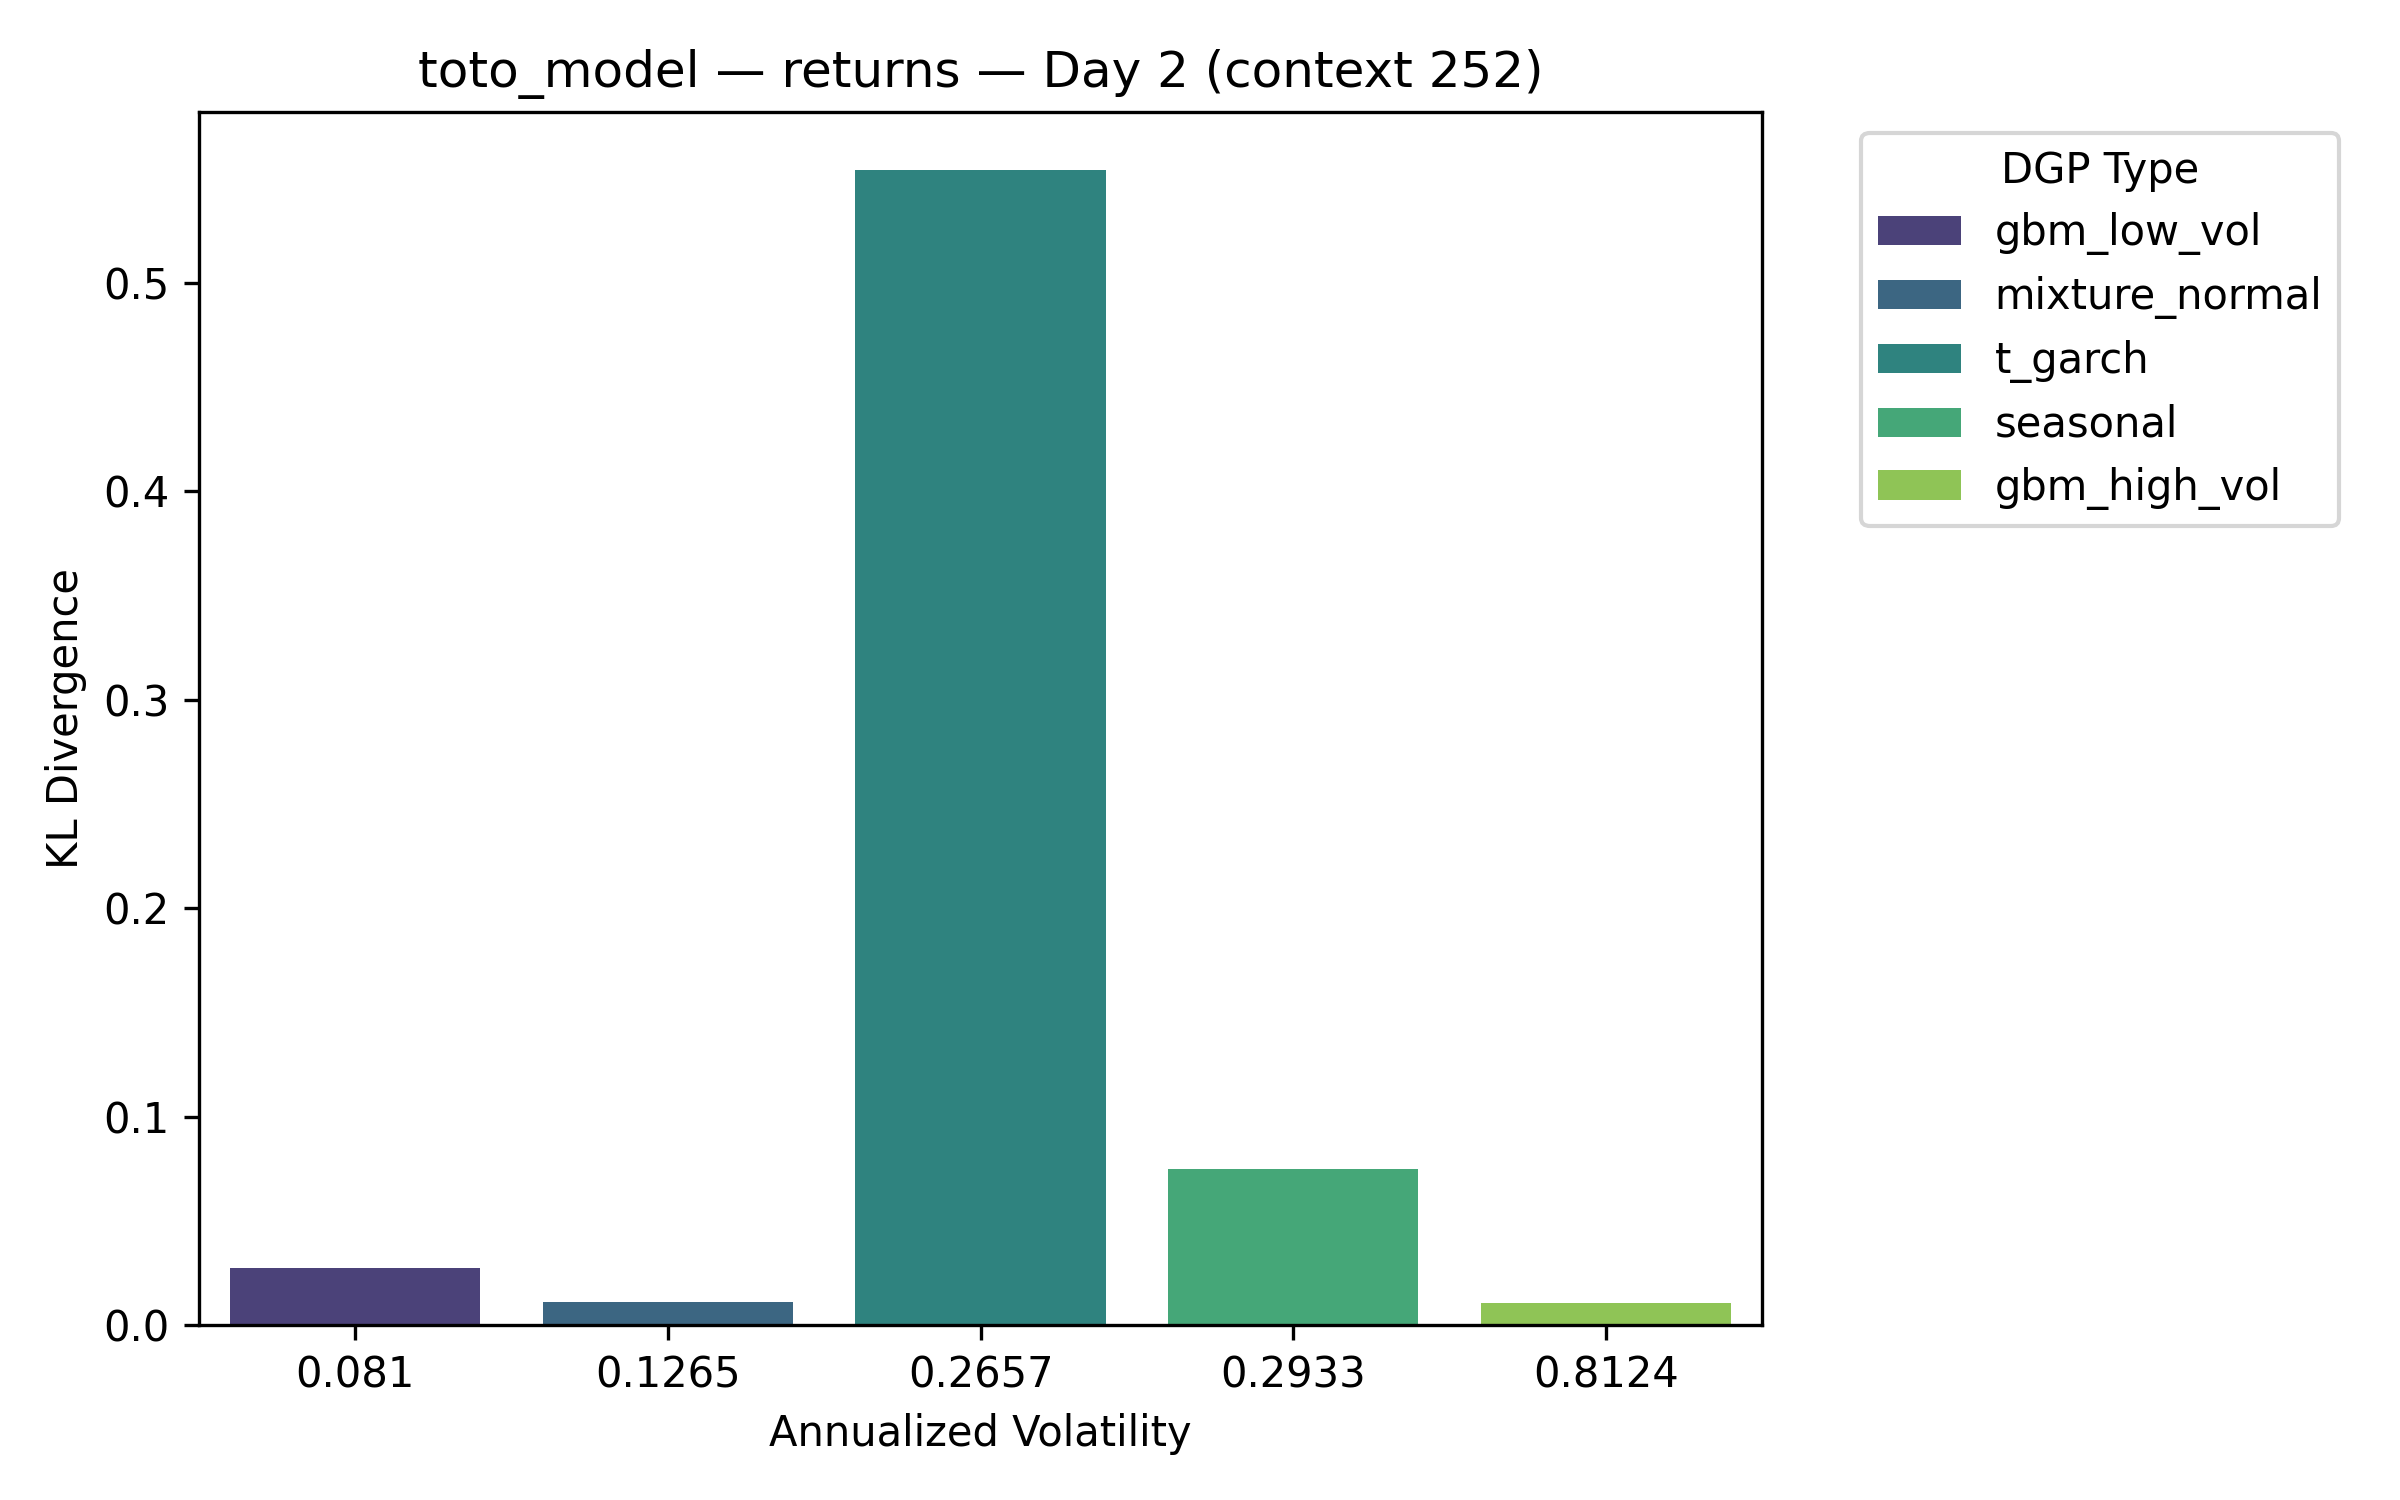 toto_model — returns — Day 2 (context 252)
KL Divergence
0.5
0.4
0.3
0.2
0.1
0.0
0.081
0.1265
0.2657
0.2933
0.8124
Annualized Volatility
DGP Type
gbm_low_vol
mixture_normal
t_garch
seasonal
gbm_high_vol